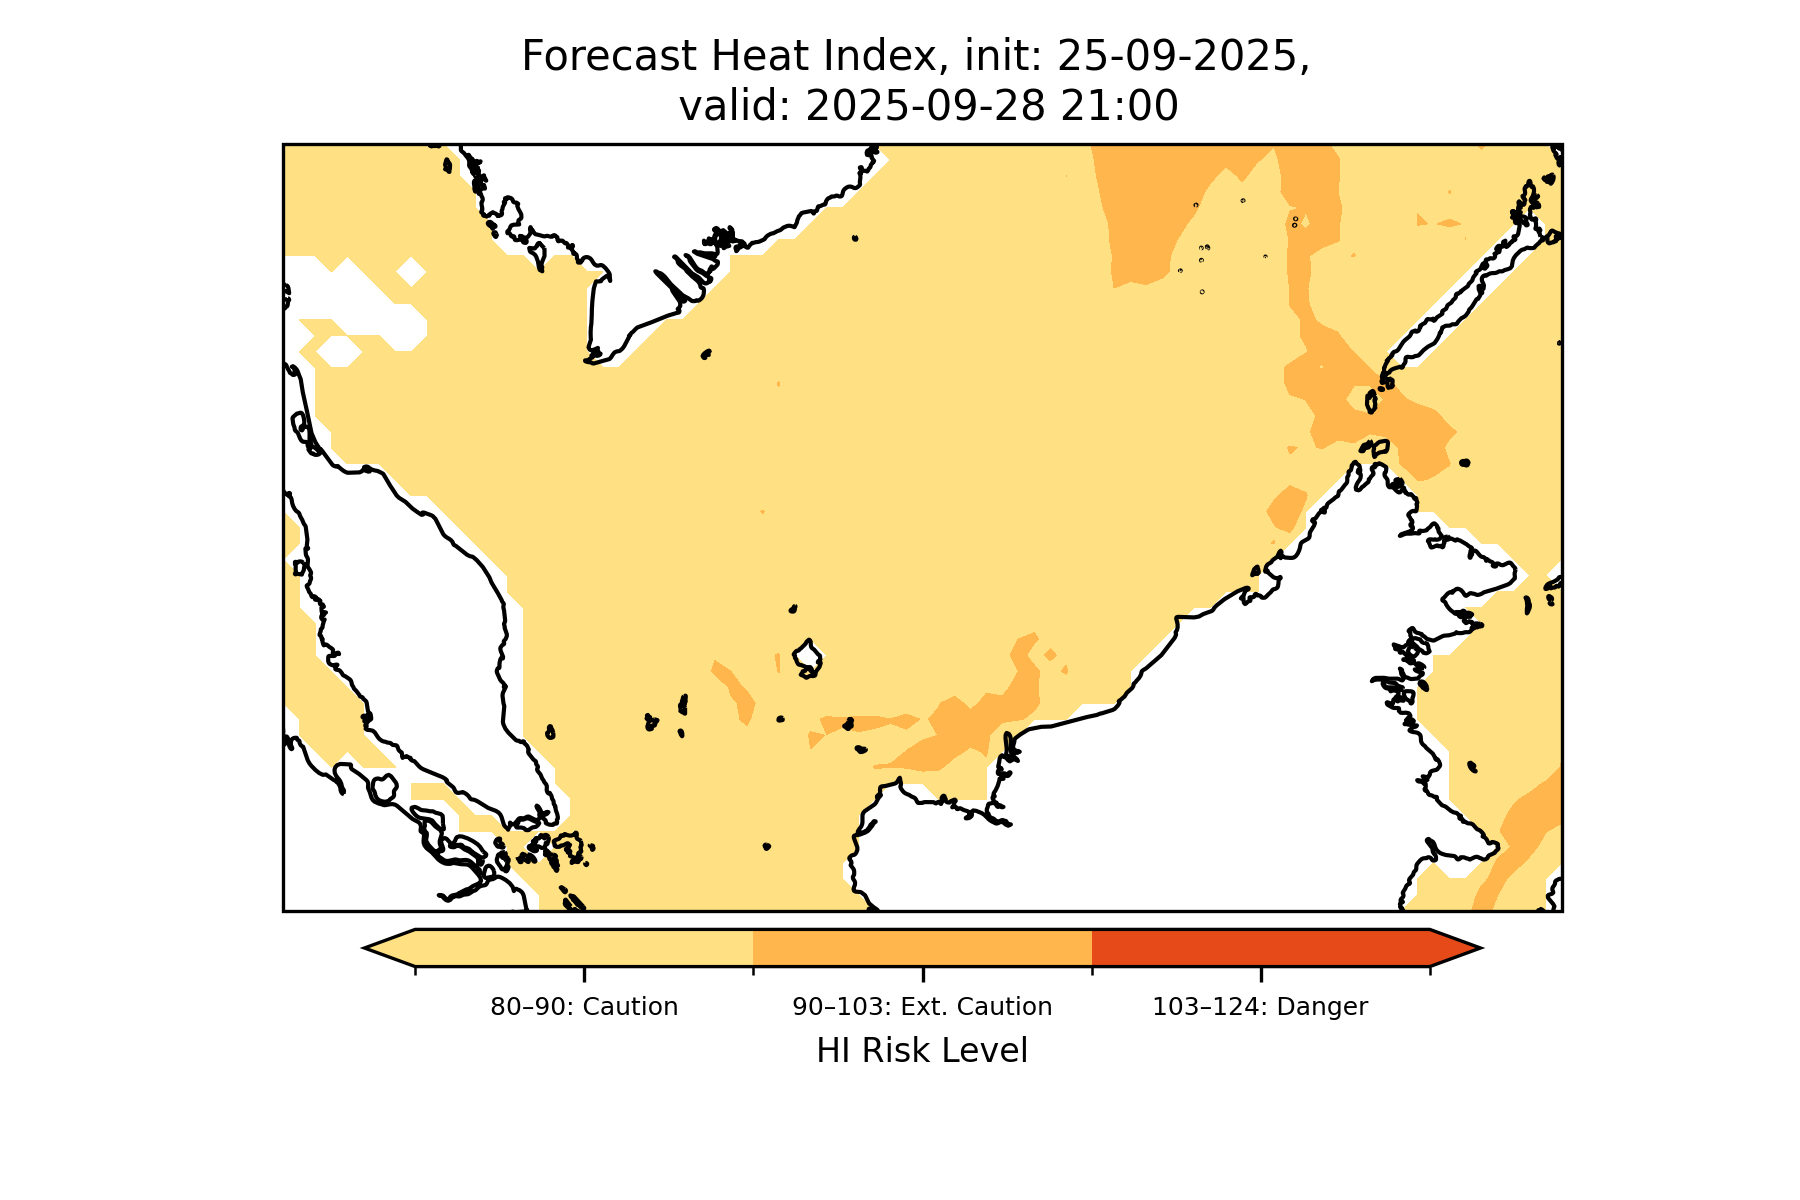 Forecast Heat Index, init: 25-09-2025,
valid: 2025-09-28 21:00
80–90: Caution
90–103: Ext. Caution
103–124: Danger
HI Risk Level